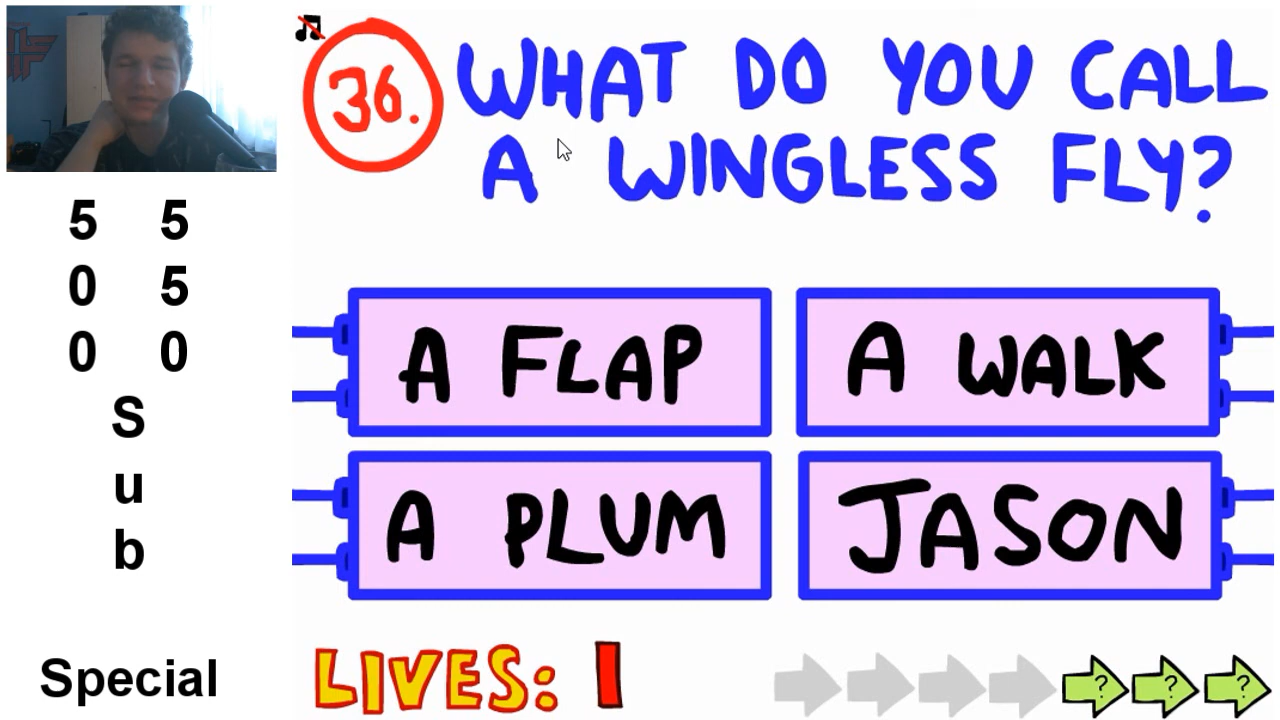 36.
WHAT DO YOU CALL
A WINGLESS FLY?
5 5
0 5
0 0
S
u
b
Special
A FLAP
A WALK
A PLUM
JASON
LIVES: 1
? ? ?